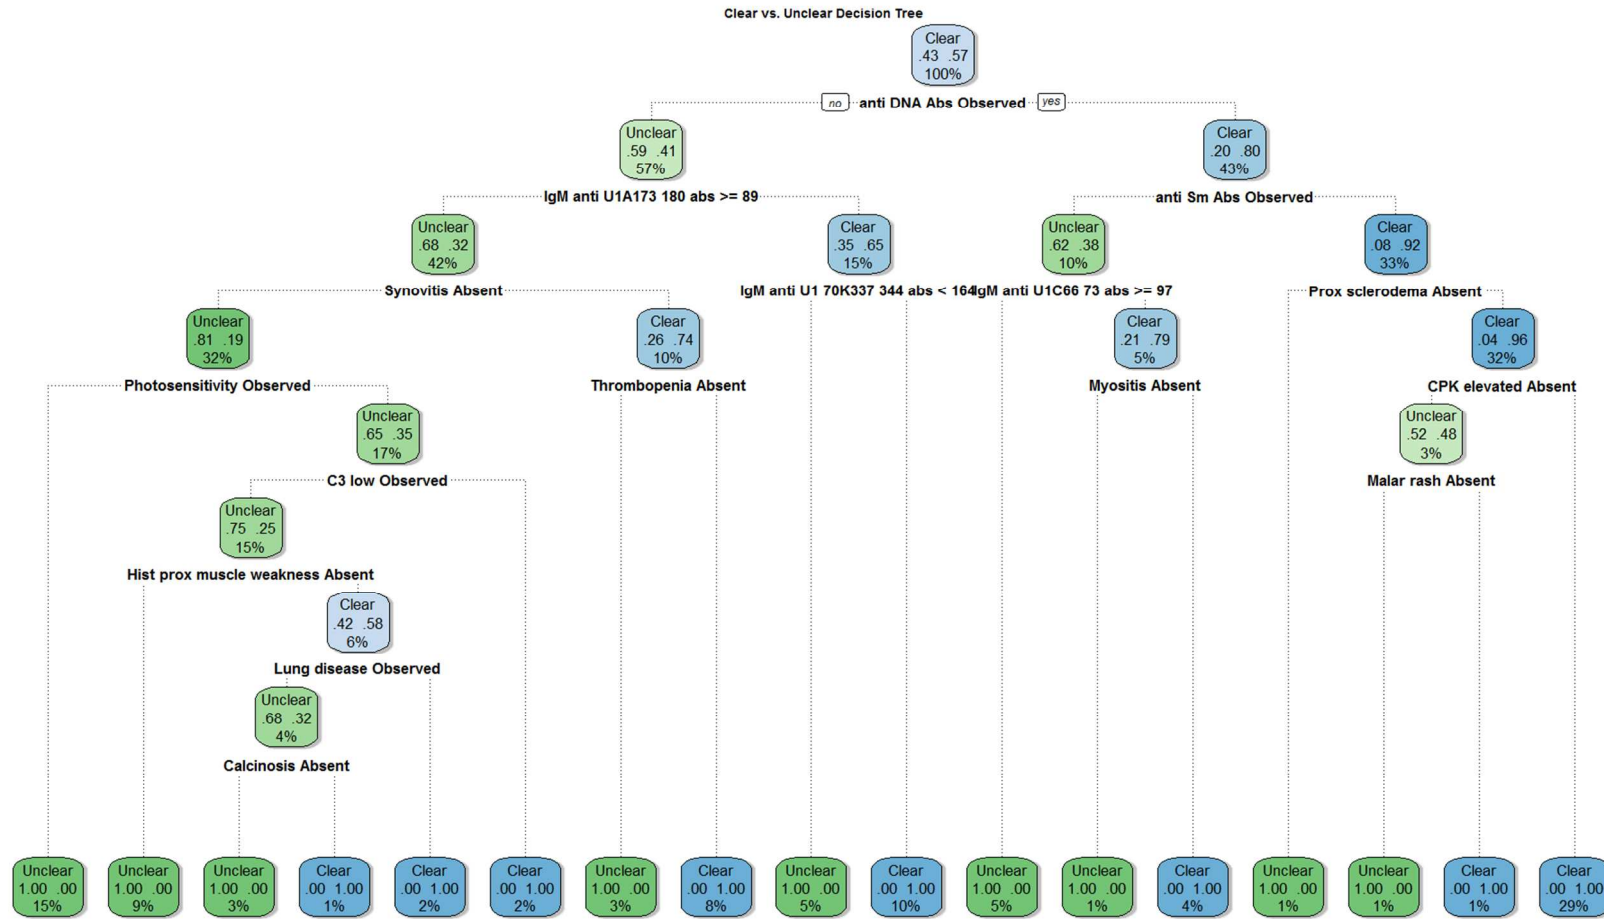 Clear vs. Unclear Decision Tree
Clear
.43 .57
100%
no anti DNA Abs Observed yes
Unclear
.59 .41
57%
Clear
.20 .80
43%
IgM anti U1A173 180 abs >= 89
anti Sm Abs Observed
Unclear
.68 .32
42%
Clear
.35 .65
15%
Unclear
.62 .38
10%
Clear
.08 .92
33%
Synovitis Absent
IgM anti U1 70K337 344 abs < 164
IgM anti U1C66 73 abs >= 97
Prox sclerodema Absent
Unclear
.81 .19
32%
Clear
.26 .74
10%
Clear
.21 .79
5%
Clear
.04 .96
32%
Photosensitivity Observed
Thrombopenia Absent
Myositis Absent
CPK elevated Absent
Unclear
.65 .35
17%
Unclear
.52 .48
3%
C3 low Observed
Malar rash Absent
Unclear
.75 .25
15%
Hist prox muscle weakness Absent
Clear
.42 .58
6%
Lung disease Observed
Unclear
.68 .32
4%
Calcinosis Absent
Unclear
1.00 .00
15%
Unclear
1.00 .00
9%
Unclear
1.00 .00
3%
Clear
.00 1.00
1%
Clear
.00 1.00
2%
Clear
.00 1.00
2%
Unclear
1.00 .00
3%
Clear
.00 1.00
8%
Unclear
1.00 .00
5%
Clear
.00 1.00
10%
Unclear
1.00 .00
5%
Unclear
1.00 .00
1%
Clear
.00 1.00
4%
Unclear
1.00 .00
1%
Unclear
1.00 .00
1%
Clear
.00 1.00
1%
Clear
.00 1.00
29%